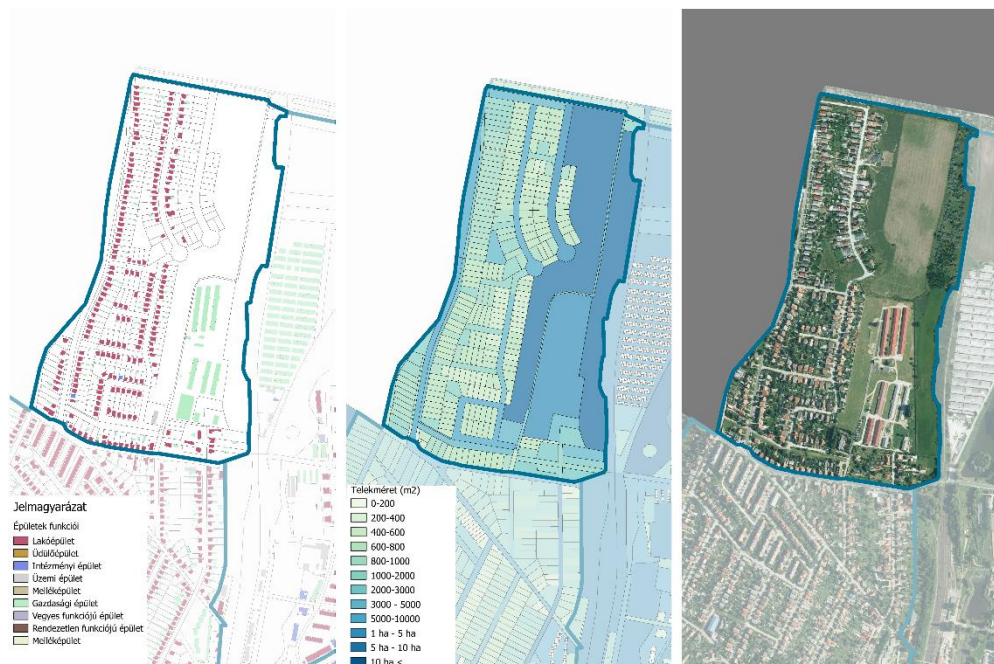 Jelmagyarázat
Épületek funkciói
Lakóépület
Üdülőépület
Intézményi épület
Üzemi épület
Melléképület
Gazdasági épület
Vegyes funkciójú épület
Rendezetlen funkciójú épület
Melléképület
Telekméret (m2)
0-200
200-400
400-600
600-800
800-1000
1000-2000
2000-3000
3000 - 5000
5000-10000
1 ha - 5 ha
5 ha - 10 ha
10 ha <